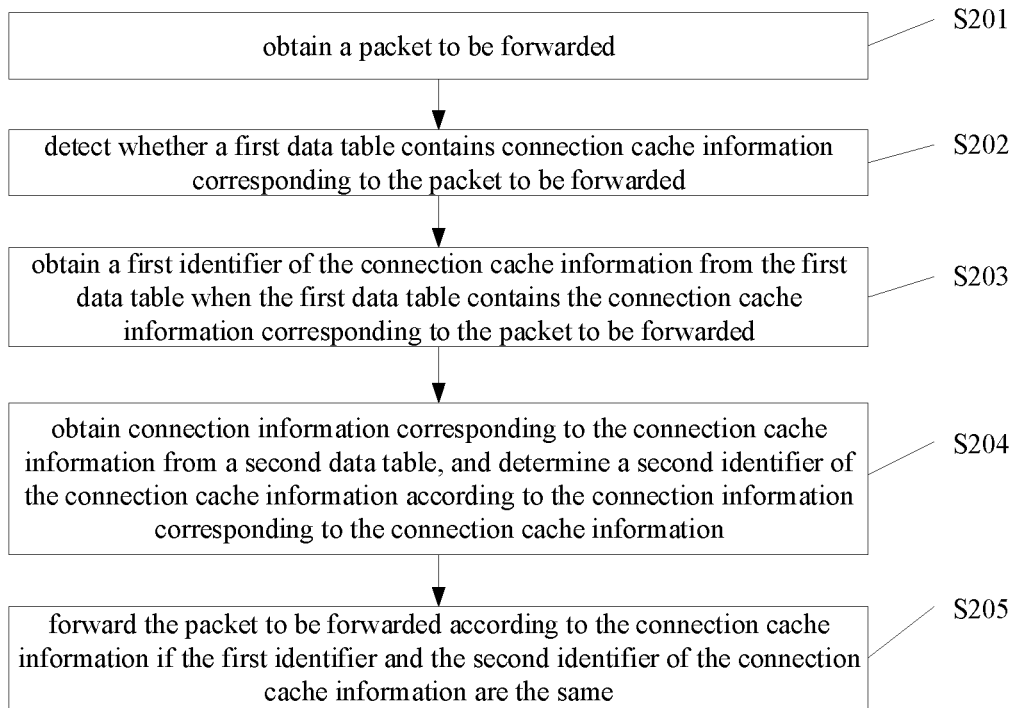 obtain a packet to be forwarded
S201
detect whether a first data table contains connection cache information
corresponding to the packet to be forwarded
S202
obtain a first identifier of the connection cache information from the first
data table when the first data table contains the connection cache
information corresponding to the packet to be forwarded
S203
obtain connection information corresponding to the connection cache
information from a second data table, and determine a second identifier of
the connection cache information according to the connection information
corresponding to the connection cache information
S204
forward the packet to be forwarded according to the connection cache
information if the first identifier and the second identifier of the connection
cache information are the same
S205